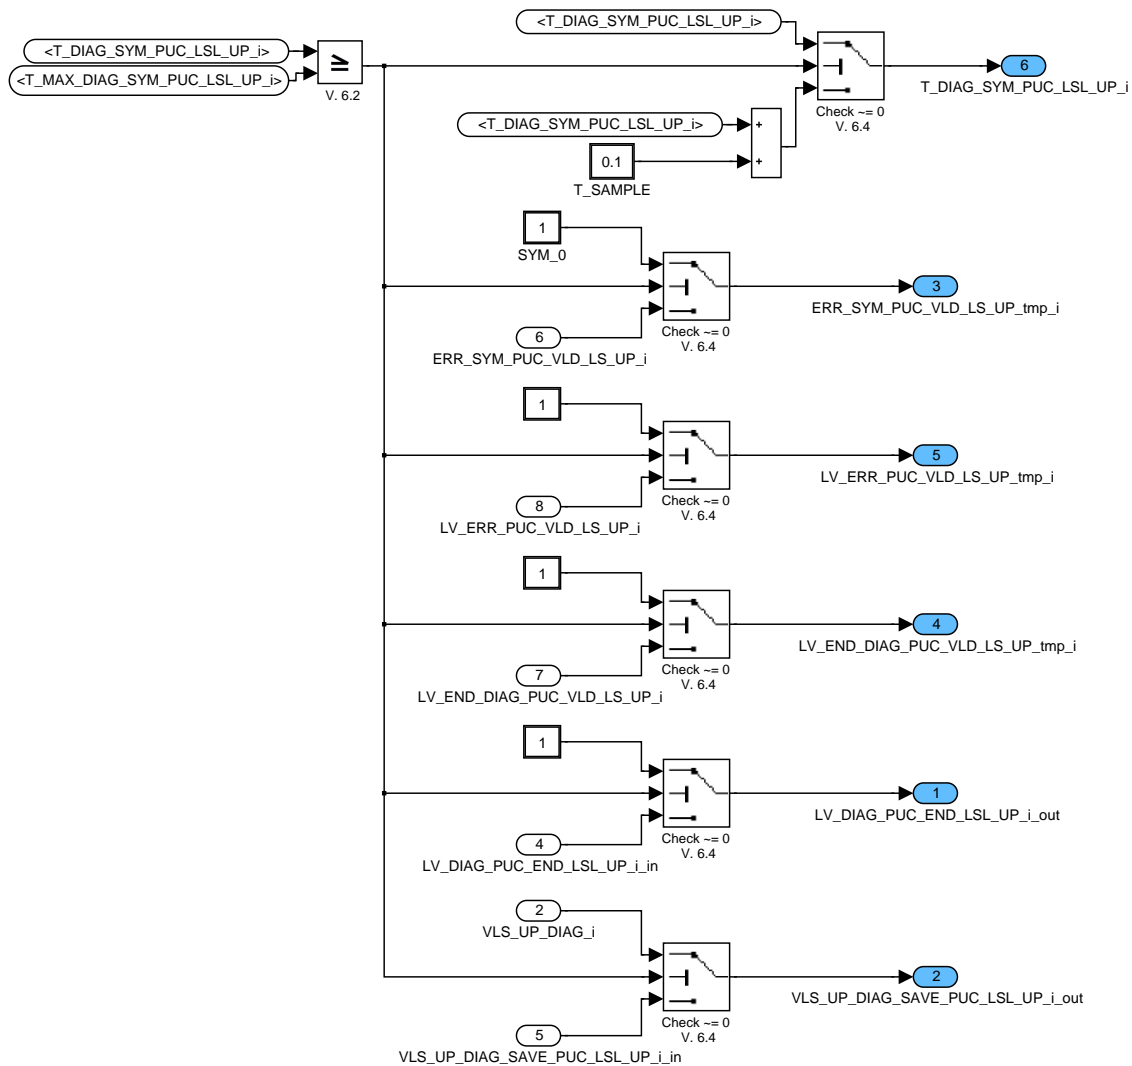 <T_DIAG_SYM_PUC_LSL_UP_i>
<T_DIAG_SYM_PUC_LSL_UP_i>
<T_MAX_DIAG_SYM_PUC_LSL_UP_i>
≥
V. 6.2
6
T_DIAG_SYM_PUC_LSL_UP_i
Check ~= 0
V. 6.4
<T_DIAG_SYM_PUC_LSL_UP_i>
+
+
0.1
T_SAMPLE
1
SYM_0
3
ERR_SYM_PUC_VLD_LS_UP_tmp_i
Check ~= 0
V. 6.4
6
ERR_SYM_PUC_VLD_LS_UP_i
1
5
LV_ERR_PUC_VLD_LS_UP_tmp_i
Check ~= 0
V. 6.4
8
LV_ERR_PUC_VLD_LS_UP_i
1
4
LV_END_DIAG_PUC_VLD_LS_UP_tmp_i
Check ~= 0
V. 6.4
7
LV_END_DIAG_PUC_VLD_LS_UP_i
1
1
LV_DIAG_PUC_END_LSL_UP_i_out
Check ~= 0
V. 6.4
4
LV_DIAG_PUC_END_LSL_UP_i_in
2
VLS_UP_DIAG_i
2
VLS_UP_DIAG_SAVE_PUC_LSL_UP_i_out
Check ~= 0
V. 6.4
5
VLS_UP_DIAG_SAVE_PUC_LSL_UP_i_in